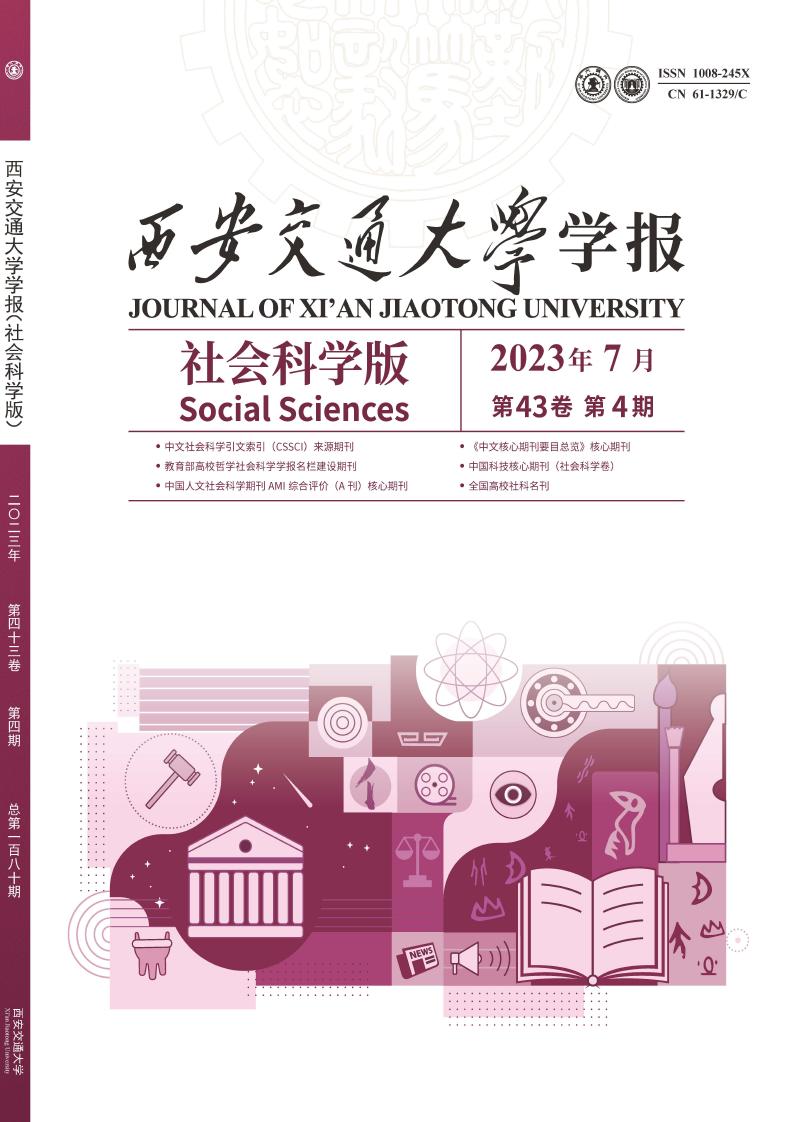 ISSN 1008-245X
CN 61-1329/C
西安交通大學学报
JOURNAL OF XI'AN JIAOTONG UNIVERSITY
社会科学版
Social Sciences
2023年 7 月
第43卷 第 4 期
• 中文社会科学引文索引（CSSCI）来源期刊
• 教育部高校哲学社会科学学报名栏建设期刊
• 中国人文社会科学期刊 AMI 综合评价（A 刊）核心期刊
• 《中文核心期刊要目总览》核心期刊
• 中国科技核心期刊（社会科学卷）
• 全国高校社科名刊
NEWS
西安交通大学学报（社会科学版）
二〇二三年
第四十三卷
第四期
总第一百八十期
西安交通大学
Xi'an Jiaotong University